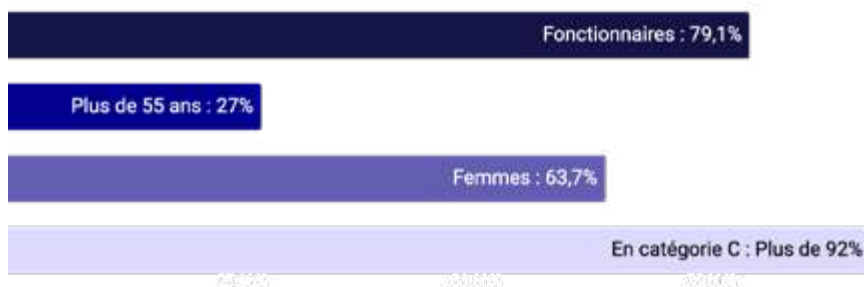 Fonctionnaires : 79,1%
Plus de 55 ans : 27%
Femmes : 63,7%
En catégorie C : Plus de 92%